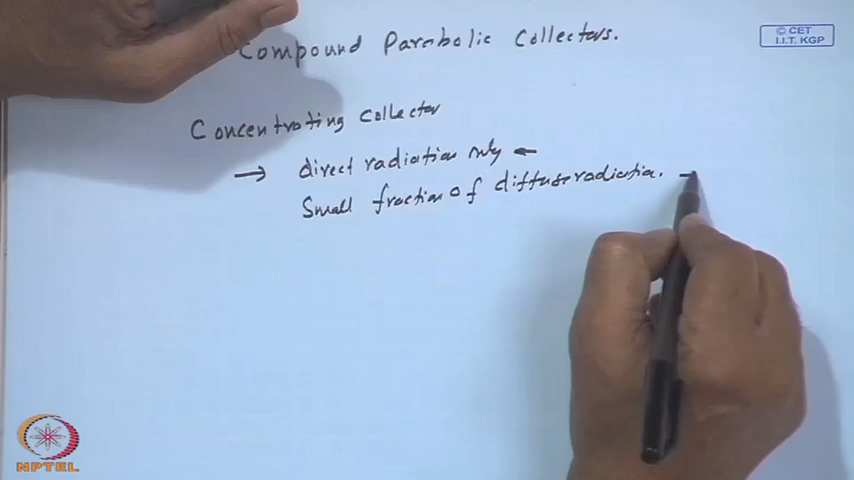 Compound Parabolic Collectors.
© CET
I.I.T. KGP
Concentrating Collector
→ direct radiation only ←
Small fraction of diffuse radiation.
NPTEL